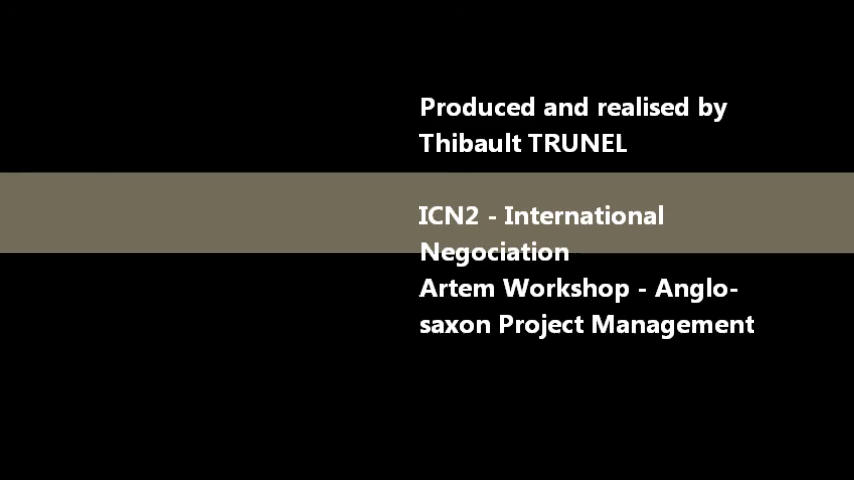 Produced and realised by
Thibault TRUNEL
ICN2 - International
Negociation
Artem Workshop - Anglo-
saxon Project Management